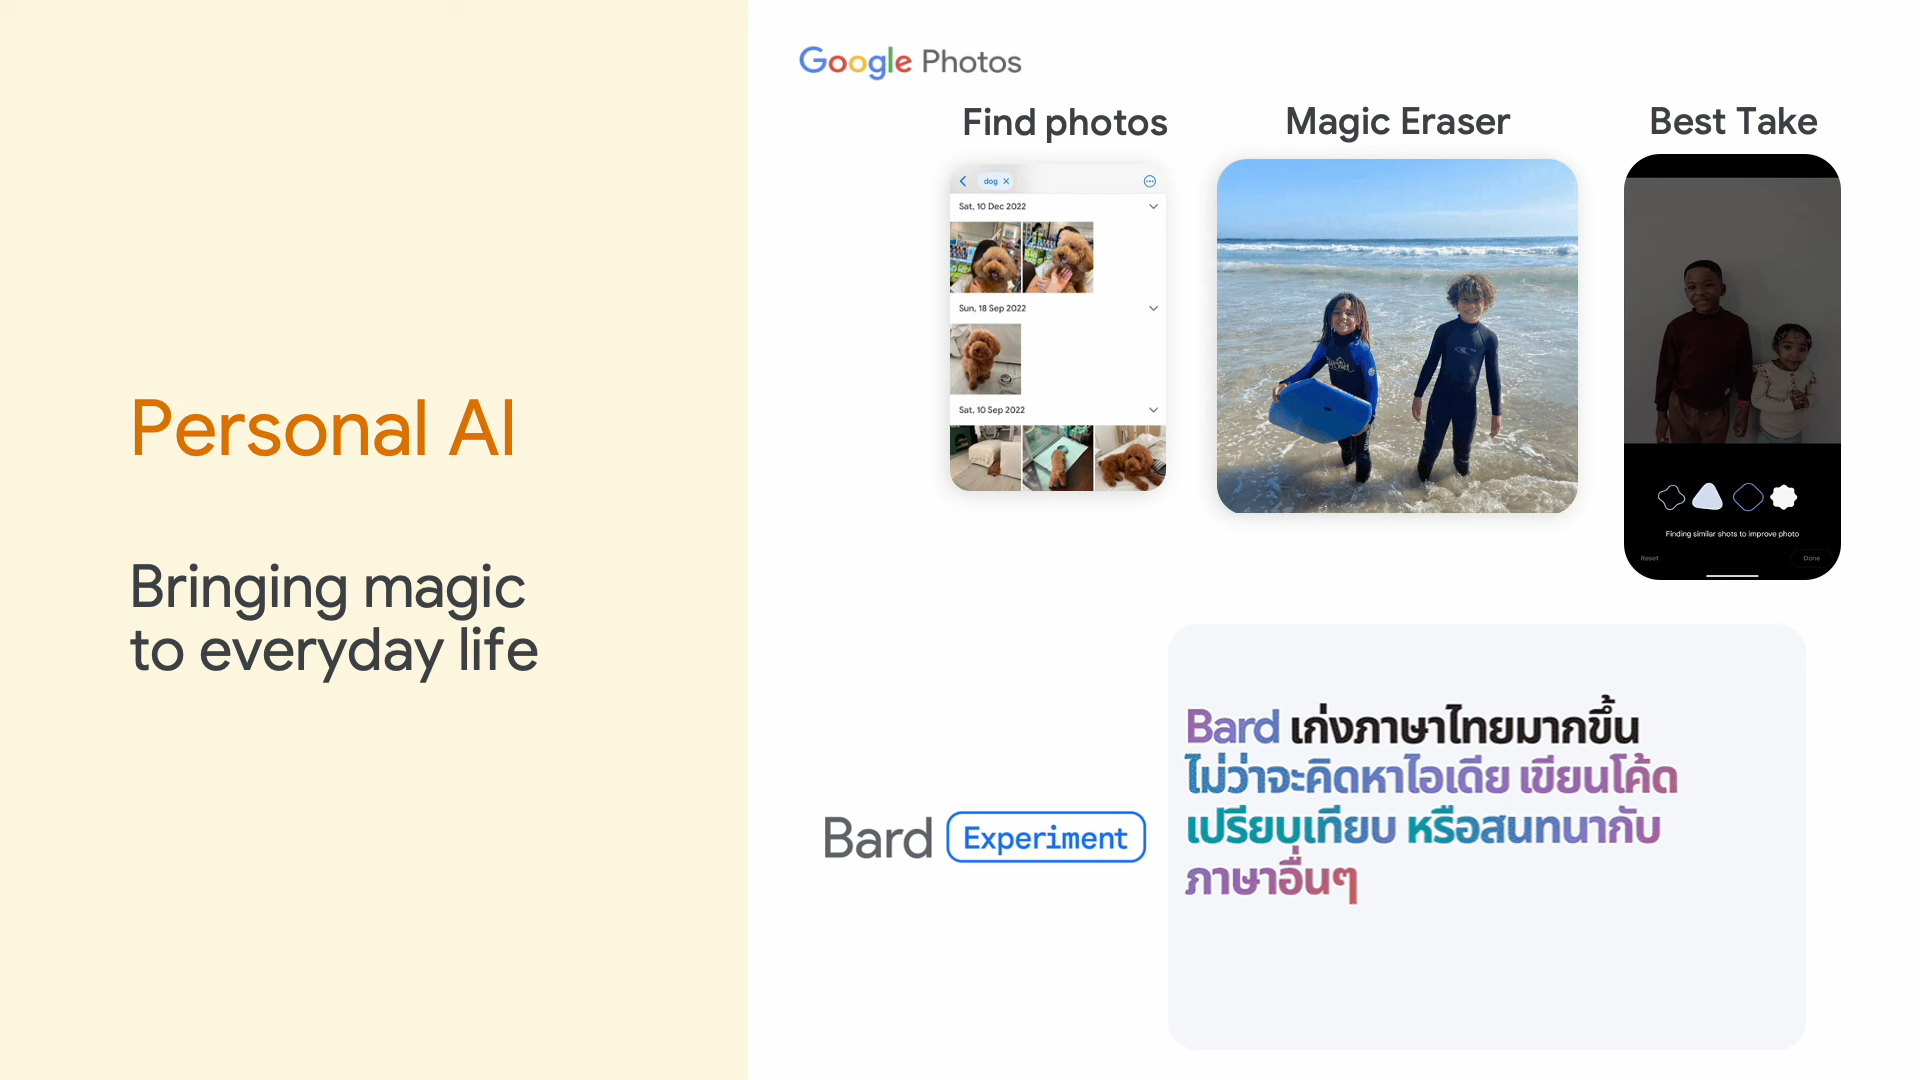 Personal AI
Bringing magic
to everyday life
Google Photos
Find photos
dog ×
Sat, 10 Dec 2022
Sun, 18 Sep 2022
Sat, 10 Sep 2022
Magic Eraser
Best Take
Finding similar shots to improve photo
Reset
Done
Bard Experiment
Bard เก่งภาษาไทยมากขึ้น
ไม่ว่าจะคิดหาไอเดีย เขียนโค้ด
เปรียบเทียบ หรือสนทนากับ
ภาษาอื่นๆ